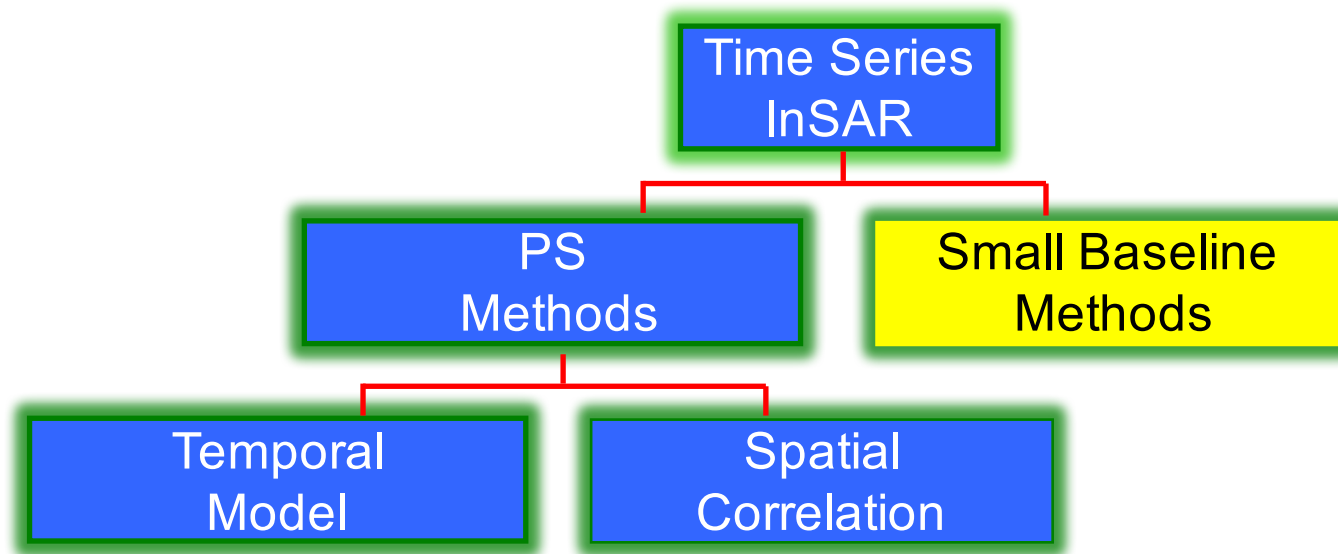 Time Series
InSAR
PS
Methods
Small Baseline
Methods
Temporal
Model
Spatial
Correlation